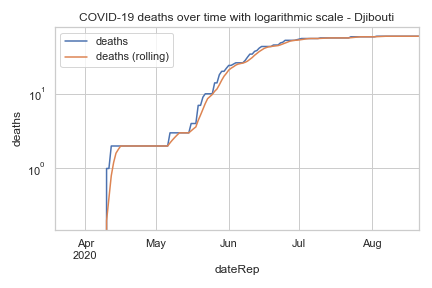 COVID-19 deaths over time with logarithmic scale - Djibouti
deaths
deaths (rolling)
deaths
10¹
10⁰
Apr
2020
May
Jun
Jul
Aug
dateRep